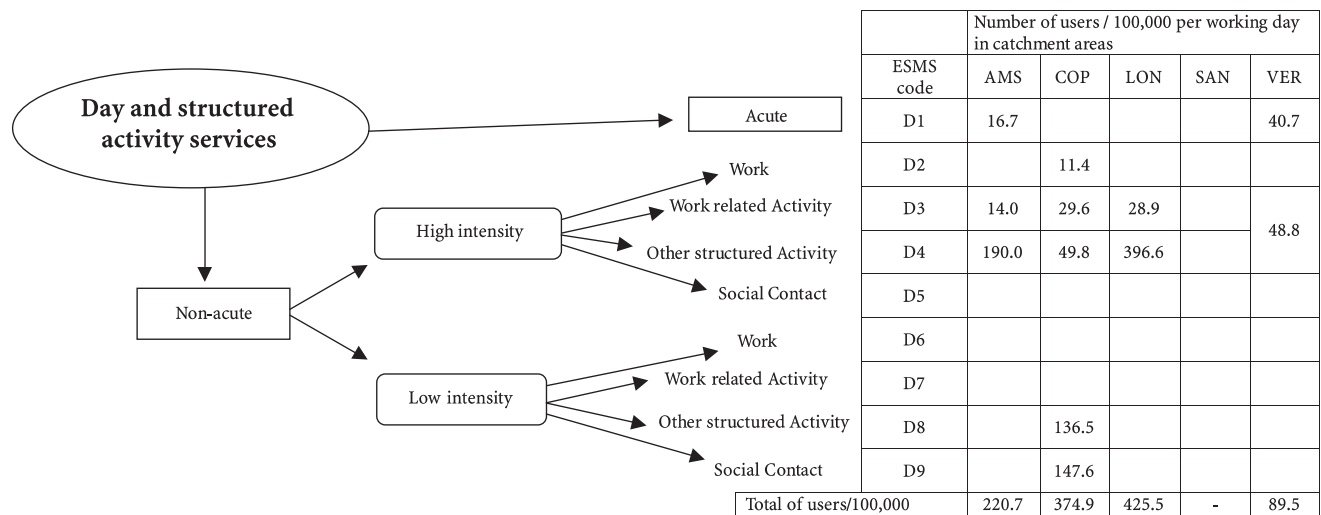 Day and structured
activity services
Acute
Non-acute
High intensity
Work
Work related Activity
Other structured Activity
Social Contact
Low intensity
Work
Work related Activity
Other structured Activity
Social Contact
Number of users / 100,000 per working day
in catchment areas
ESMS
code AMS COP LON SAN VER
D1 16.7 40.7
D2 11.4
D3 14.0 29.6 28.9
48.8
D4 190.0 49.8 396.6
D5
D6
D7
D8 136.5
D9 147.6
Total of users/100,000 220.7 374.9 425.5 - 89.5